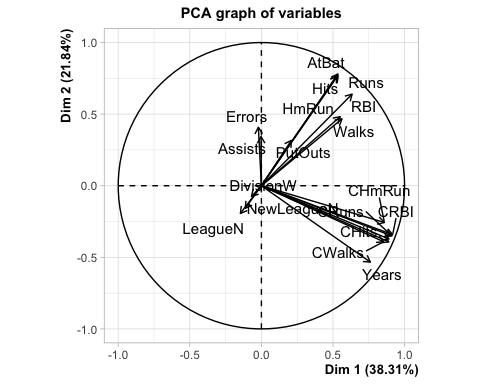 PCA graph of variables
Dim 2 (21.84%)
1.0
0.5
0.0
-0.5
-1.0
AtBat
Hits
Runs
HmRun
RBI
Errors
Walks
Assists
PutOuts
DivisionW
CHmRun
NewLeagueN
CRuns
CRBI
LeagueN
CHits
CWalks
Years
-1.0
-0.5
0.0
0.5
1.0
Dim 1 (38.31%)